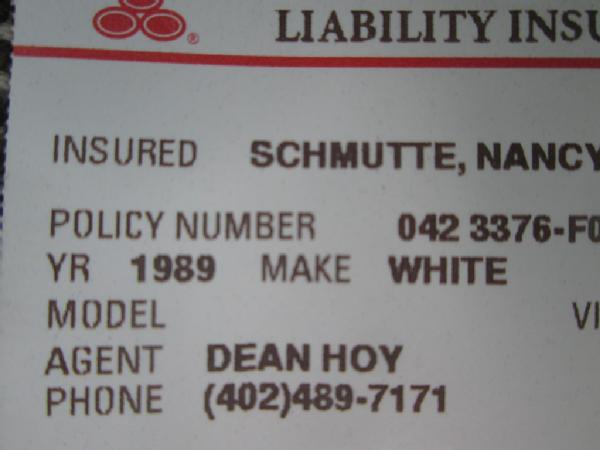 LIABILITY INSU
INSURED SCHMUTTE, NANCY
POLICY NUMBER 042 3376-F0
YR 1989 MAKE WHITE
MODEL VI
AGENT DEAN HOY
PHONE (402)489-7171